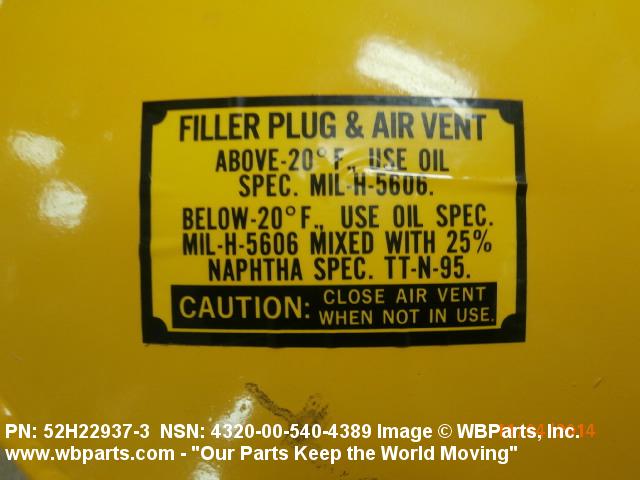 FILLER PLUG & AIR VENT
ABOVE-20° F., USE OIL
SPEC. MIL-H-5606.
BELOW-20° F., USE OIL SPEC.
MIL-H-5606 MIXED WITH 25%
NAPHTHA SPEC. TT-N-95.
CAUTION: CLOSE AIR VENT
WHEN NOT IN USE.
PN: 52H22937-3 NSN: 4320-00-540-4389 Image © WBParts, Inc.
www.wbparts.com - "Our Parts Keep the World Moving"